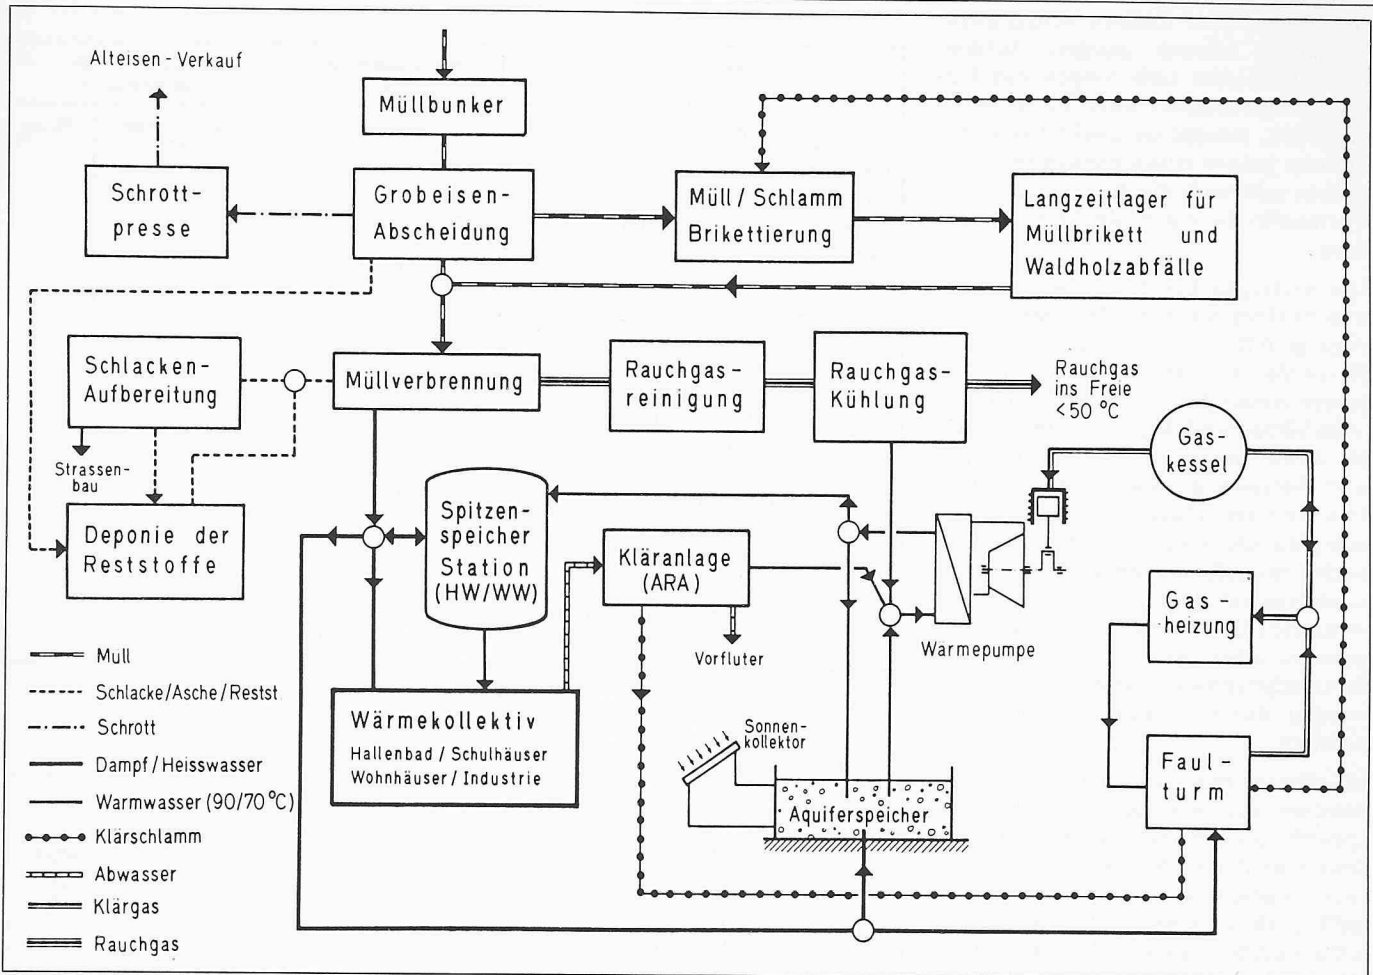 Alteisen-Verkauf
Müllbunker
Schrott-
presse
Grobeisen-
Abscheidung
Müll / Schlamm
Brikettierung
Langzeitlager für
Müllbrikett und
Waldholzabfälle
Schlacken-
Aufbereitung
Müllverbrennung
Rauchgas-
reinigung
Rauchgas-
Kühlung
Rauchgas
ins Freie
<50 °C
Gas-
kessel
Strassen-
bau
Deponie der
Reststoffe
Spitzen-
speicher
Station
(HW/WW)
Kläranlage
(ARA)
Vorfluter
Wärmepumpe
Gas-
heizung
Faul-
turm
Wärmekollektiv
Hallenbad / Schulhäuser
Wohnhäuser / Industrie
Sonnen-
kollektor
Aquiferspeicher
Mull
Schlacke/Asche/Restst.
Schrott
Dampf/Heisswasser
Warmwasser (90/70 °C)
Klärschlamm
Abwasser
Klärgas
Rauchgas